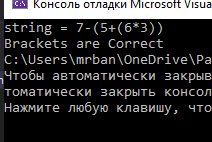 Консоль отладки Microsoft Visua
string = 7-(5+(6*3))
Brackets are Correct
C:\Users\mrban\OneDrive\Ра
Чтобы автоматически закрыв
томатически закрыть консол
Нажмите любую клавишу, что